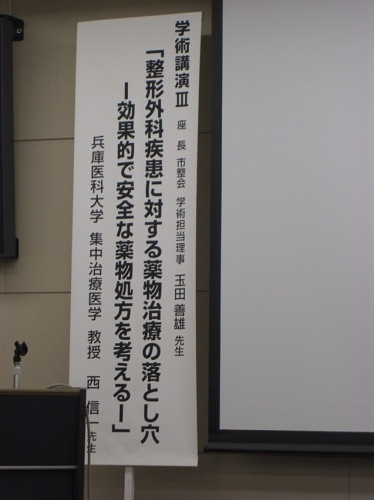 学術講演Ⅲ
座長 市整会 学術担当理事 玉田善雄 先生
「整形外科疾患に対する薬物治療の落とし穴
ー効果的で安全な薬物処方を考えるー」
兵庫医科大学 集中治療医学 教授 西 信一 先生